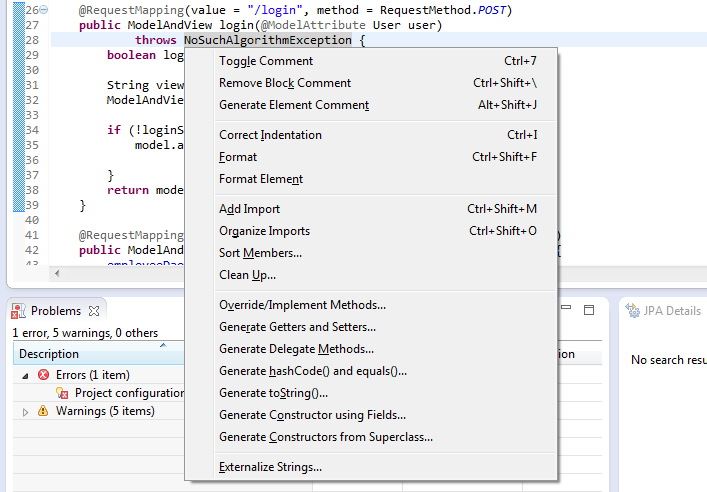 26 @RequestMapping(value = "/login", method = RequestMethod.POST)
27 public ModelAndView login(@ModelAttribute User user)
28 throws NoSuchAlgorithmException {
29 boolean log
30
31 String view
32 ModelAndVie
33
34 if (!loginS
35 model.a
36
37 }
38 return mode
39 }
40
41 @RequestMapping )
42 public ModelAnd {
43
Toggle Comment Ctrl+7
Remove Block Comment Ctrl+Shift+\
Generate Element Comment Alt+Shift+J
Correct Indentation Ctrl+I
Format Ctrl+Shift+F
Format Element
Add Import Ctrl+Shift+M
Organize Imports Ctrl+Shift+O
Sort Members...
Clean Up...
Override/Implement Methods...
Generate Getters and Setters...
Generate Delegate Methods...
Generate hashCode() and equals()...
Generate toString()...
Generate Constructor using Fields...
Generate Constructors from Superclass...
Externalize Strings...
Problems
1 error, 5 warnings, 0 others
Description ion
Errors (1 item)
Project configuration
Warnings (5 items)
JPA Details
No search resu